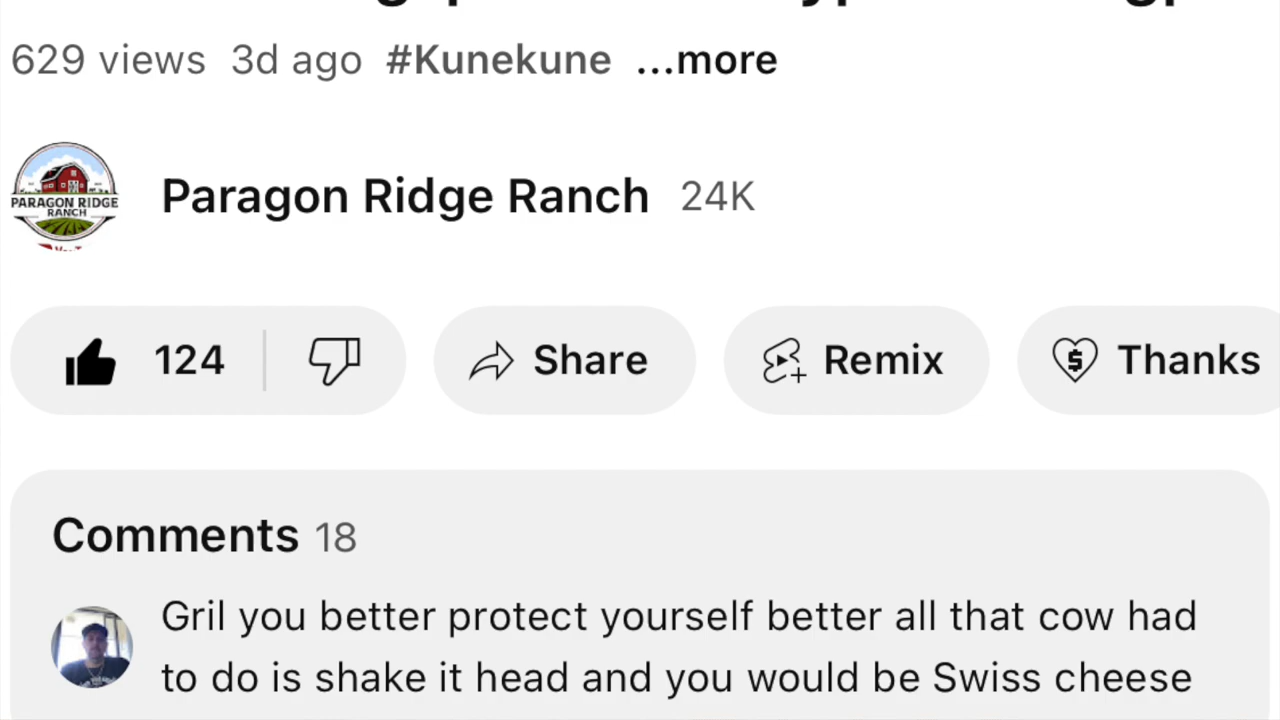 629 views 3d ago #Kunekune ...more
PARAGON RIDGE
RANCH
Paragon Ridge Ranch 24K
124 Share Remix Thanks
Comments 18
Gril you better protect yourself better all that cow had
to do is shake it head and you would be Swiss cheese